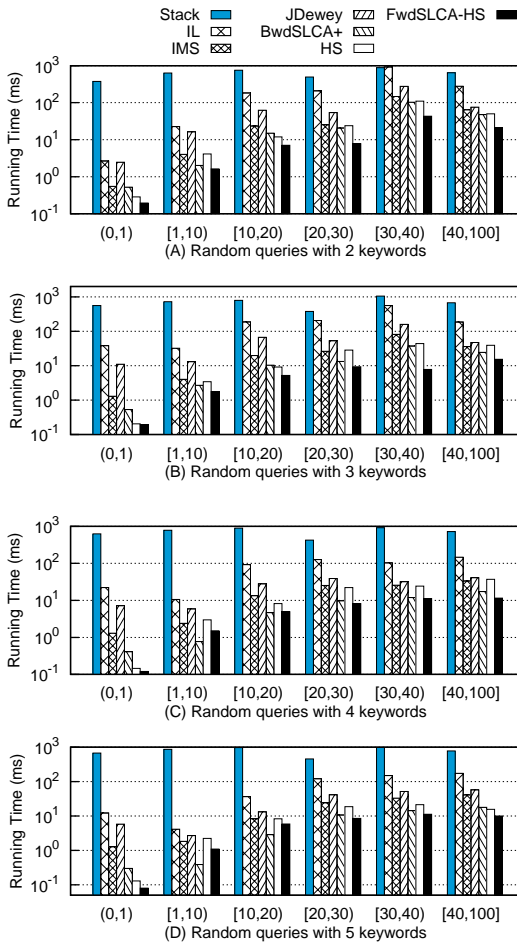 Stack JDewey FwdSLCA-HS
IL BwdSLCA+
IMS HS
Running Time (ms)
10^3
10^2
10^1
10^0
10^-1
(0,1) [1,10) [10,20) [20,30) [30,40) [40,100]
(A) Random queries with 2 keywords
Running Time (ms)
10^3
10^2
10^1
10^0
10^-1
(0,1) [1,10) [10,20) [20,30) [30,40) [40,100]
(B) Random queries with 3 keywords
Running Time (ms)
10^3
10^2
10^1
10^0
10^-1
(0,1) [1,10) [10,20) [20,30) [30,40) [40,100]
(C) Random queries with 4 keywords
Running Time (ms)
10^3
10^2
10^1
10^0
10^-1
(0,1) [1,10) [10,20) [20,30) [30,40) [40,100]
(D) Random queries with 5 keywords